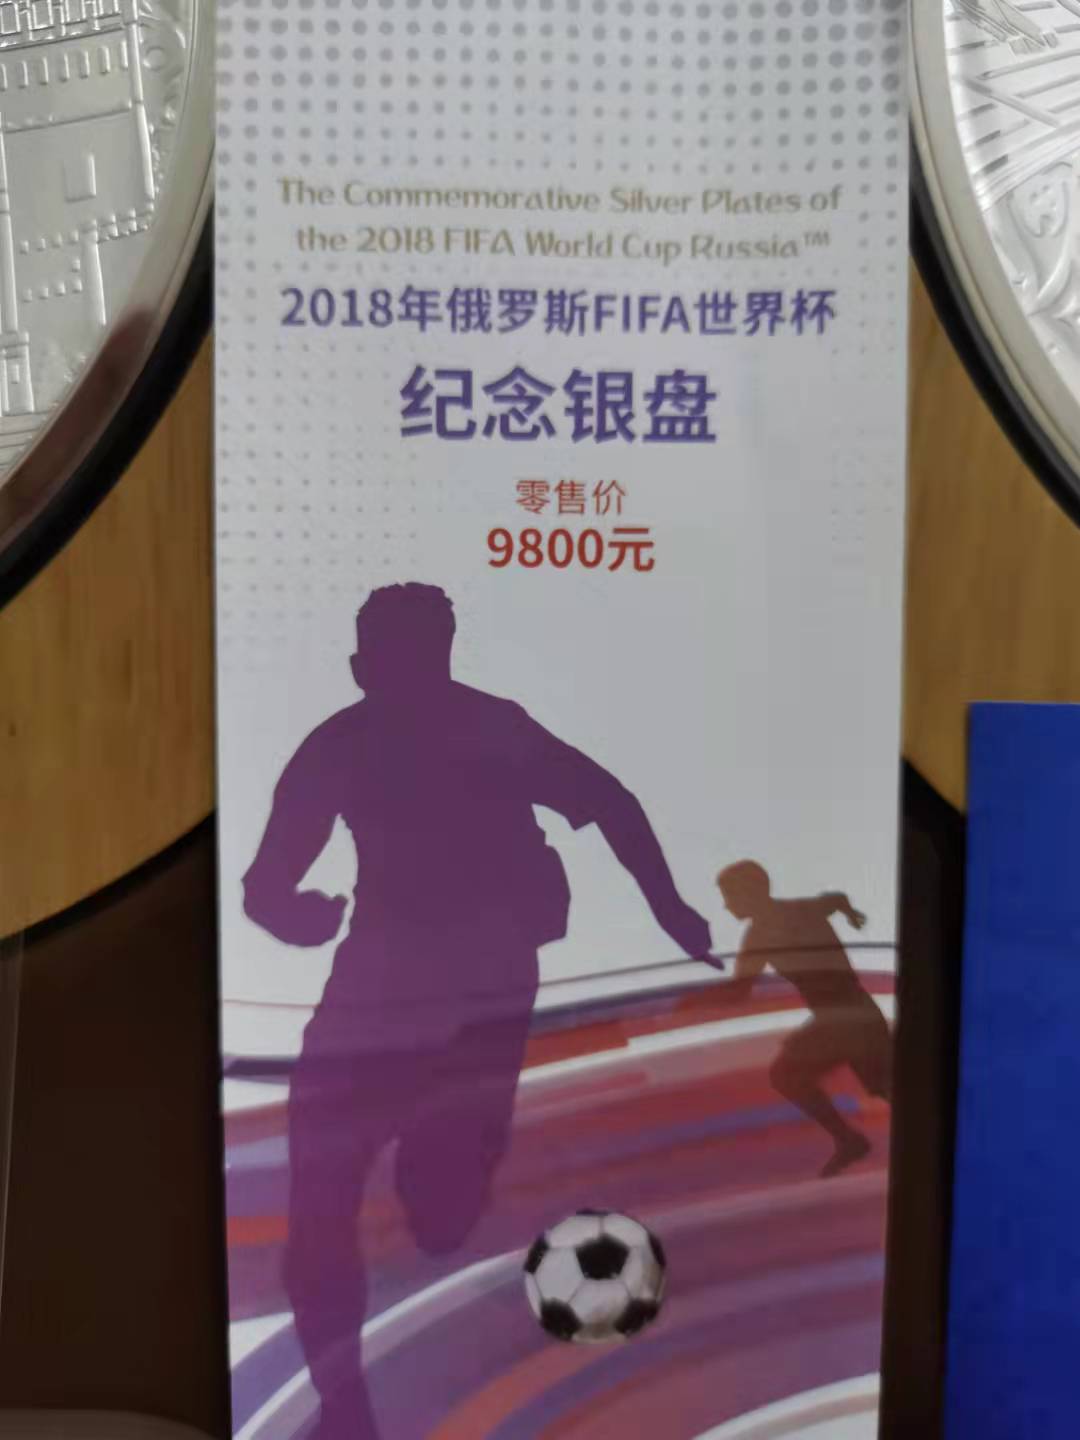 The Commemorative Silver Plates of
the 2018 FIFA World Cup Russia™
2018年俄罗斯FIFA世界杯
纪念银盘
零售价
9800元